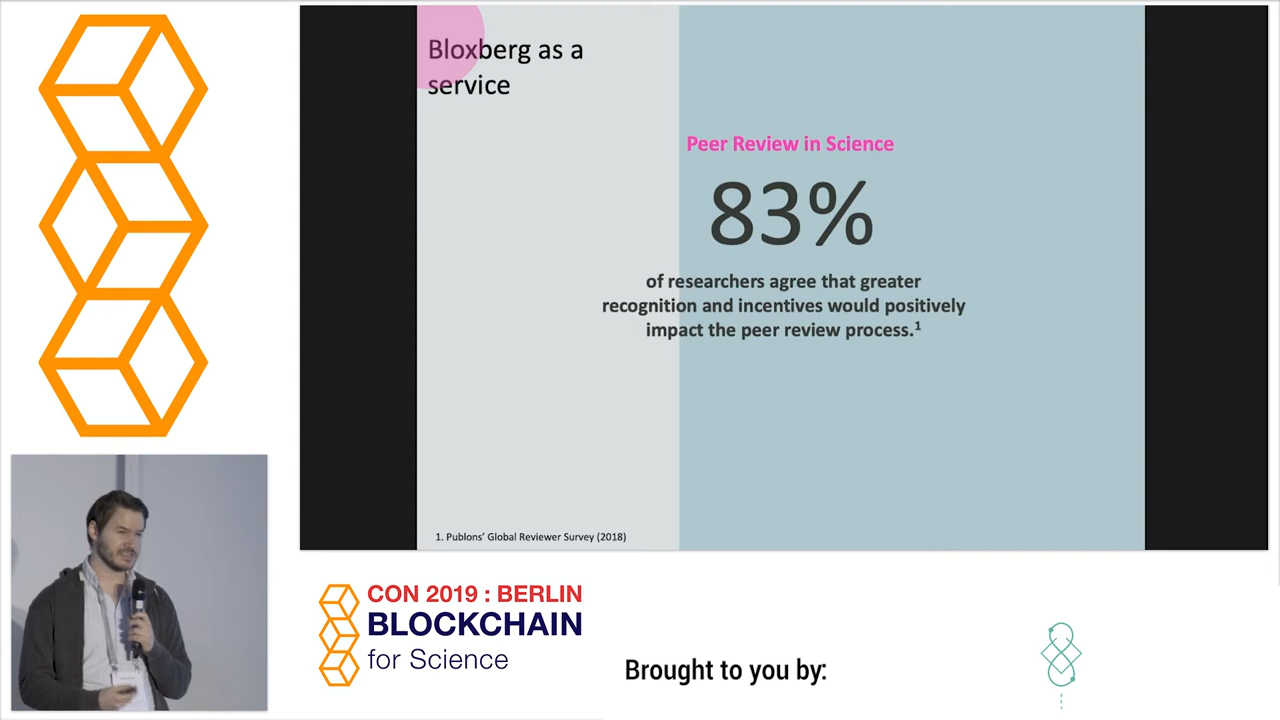 Bloxberg as a
service
Peer Review in Science
83%
of researchers agree that greater
recognition and incentives would positively
impact the peer review process.1
1. Publons' Global Reviewer Survey (2018)
CON 2019 : BERLIN
BLOCKCHAIN
for Science
Brought to you by: